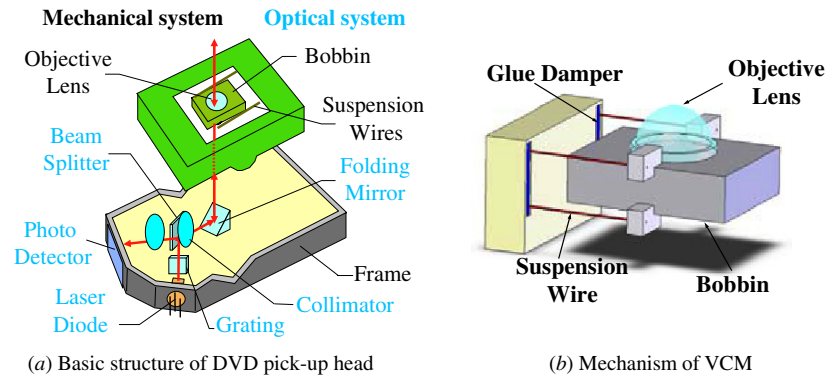 Mechanical system
Optical system
Objective
Lens
Bobbin
Suspension
Wires
Beam
Splitter
Folding
Mirror
Photo
Detector
Frame
Laser
Diode
Collimator
Grating
(a) Basic structure of DVD pick-up head
Glue Damper
Objective
Lens
Suspension
Wire
Bobbin
(b) Mechanism of VCM